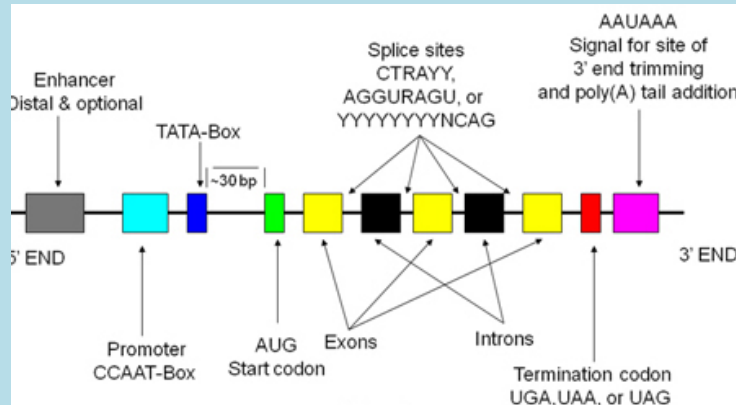 Enhancer
Distal & optional
TATA-Box
~30 bp
Splice sites
CTRAYY,
AGGURAGU, or
YYYYYYYYNCAG
AAUAAA
Signal for site of
3' end trimming
and poly(A) tail addition
5' END
3' END
Promoter
CCAAT-Box
AUG
Start codon
Exons
Introns
Termination codon
UGA,UAA, or UAG